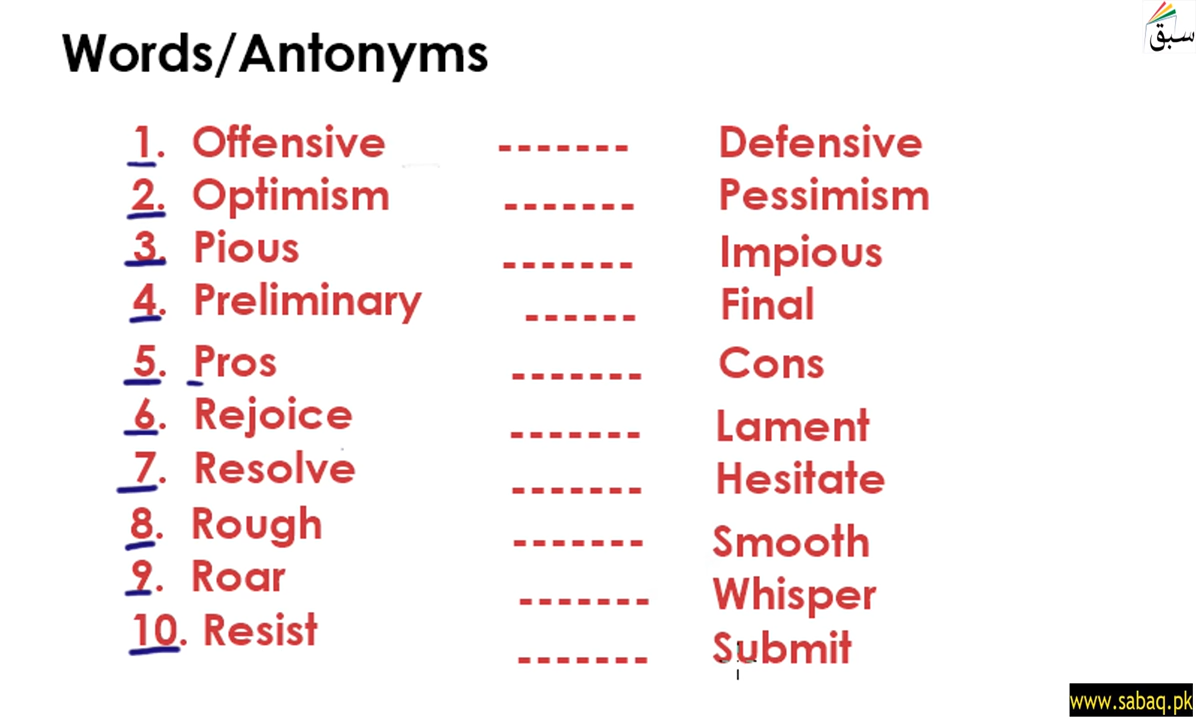 سبق
Words/Antonyms
1. Offensive ------- Defensive
2. Optimism ------- Pessimism
3. Pious ------- Impious
4. Preliminary ------ Final
5. Pros ------- Cons
6. Rejoice ------- Lament
7. Resolve ------- Hesitate
8. Rough ------- Smooth
9. Roar ------- Whisper
10. Resist ------- Submit
www.sabaq.pk